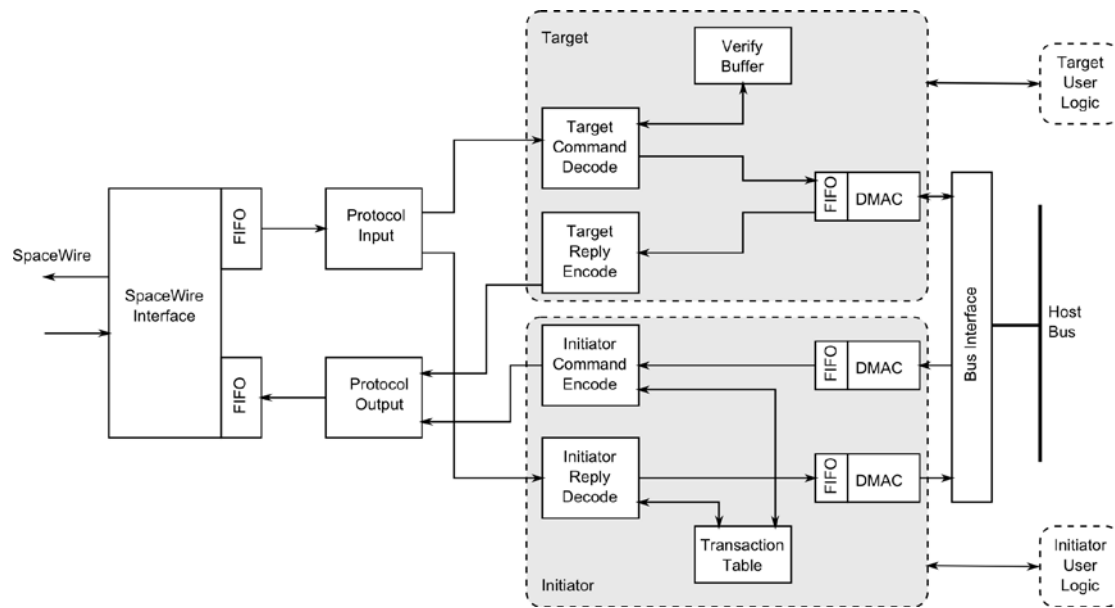 Target
Verify
Buffer
Target
User
Logic
Target
Command
Decode
FIFO
DMAC
FIFO
Protocol
Input
Target
Reply
Encode
SpaceWire
SpaceWire
Interface
Host
Bus
Bus Interface
Initiator
Command
Encode
FIFO
DMAC
FIFO
Protocol
Output
Initiator
Reply
Decode
FIFO
DMAC
Transaction
Table
Initiator
Initiator
User
Logic